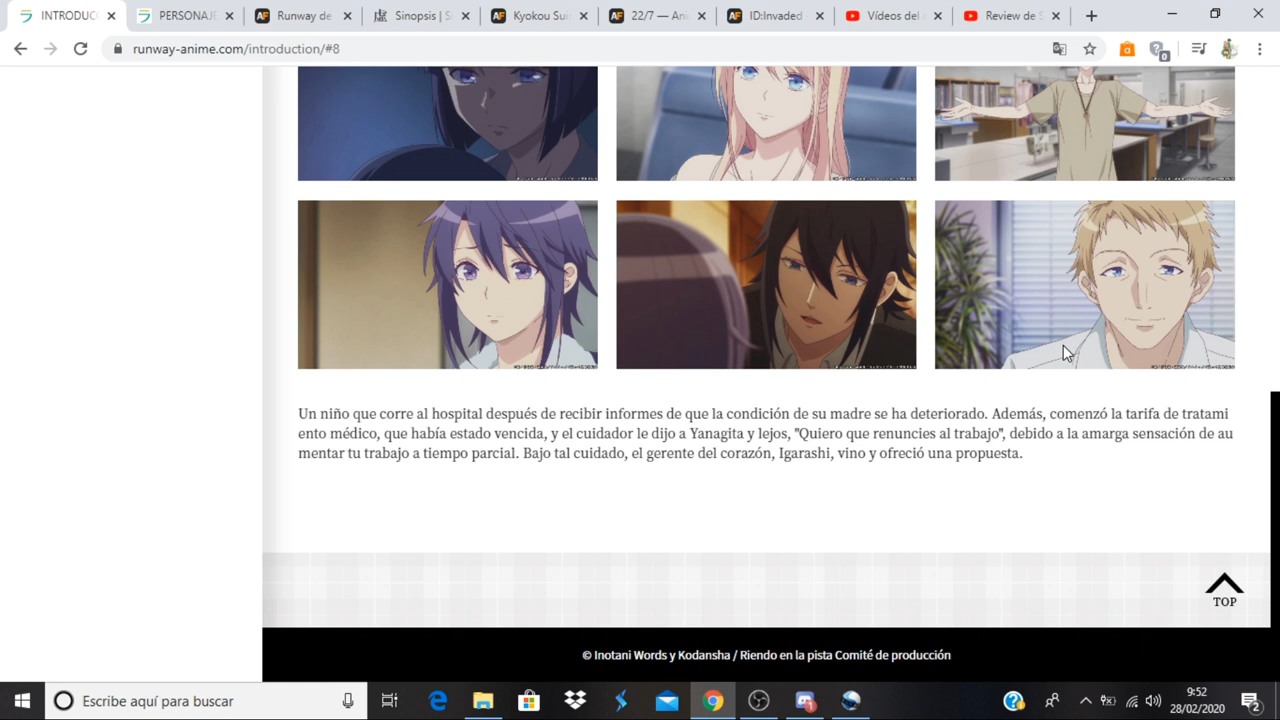 INTRODUC
PERSONAJE
Runway de
Sinopsis | S
Kyokou Sui
22/7 — Ani
ID:Invaded
Vídeos del
Review de S
runway-anime.com/introduction/#8
0
Un niño que corre al hospital después de recibir informes de que la condición de su madre se ha deteriorado. Además, comenzó la tarifa de tratami
ento médico, que había estado vencida, y el cuidador le dijo a Yanagita y lejos, "Quiero que renuncies al trabajo", debido a la amarga sensación de au
mentar tu trabajo a tiempo parcial. Bajo tal cuidado, el gerente del corazón, Igarashi, vino y ofreció una propuesta.
TOP
© Inotani Words y Kodansha / Riendo en la pista Comité de producción
Escribe aquí para buscar
9:52
28/02/2020
2